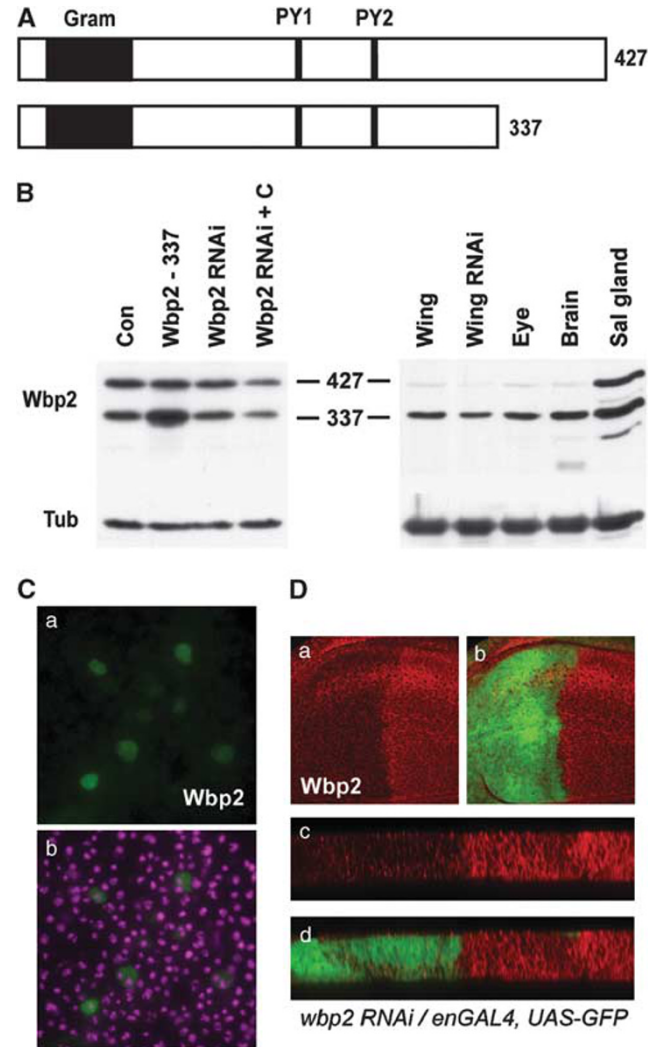 A
Gram PY1 PY2
427
337
B
Con
Wbp2 - 337
Wbp2 RNAi
Wbp2 RNAi + C
Wing
Wing RNAi
Eye
Brain
Sal gland
Wbp2
— 427 —
— 337 —
Tub
C
a
Wbp2
b
D
a
b
Wbp2
c
d
wbp2 RNAi / enGAL4, UAS-GFP